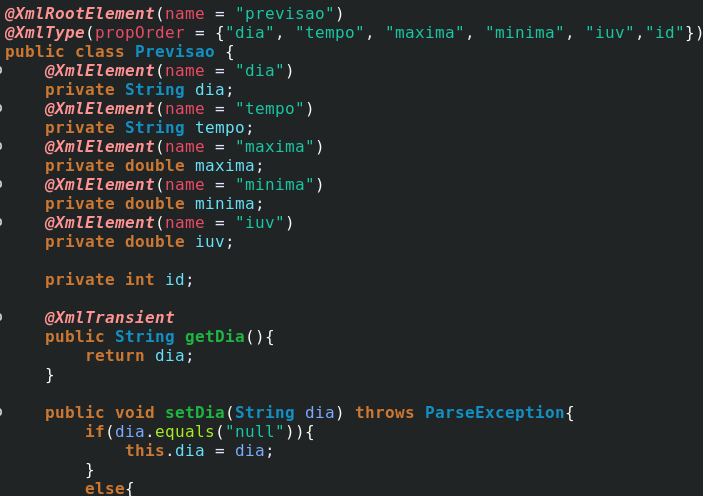 @XmlRootElement(name = "previsao")
@XmlType(propOrder = {"dia", "tempo", "maxima", "minima", "iuv","id"})
public class Previsao {
    @XmlElement(name = "dia")
    private String dia;
    @XmlElement(name = "tempo")
    private String tempo;
    @XmlElement(name = "maxima")
    private double maxima;
    @XmlElement(name = "minima")
    private double minima;
    @XmlElement(name = "iuv")
    private double iuv;

    private int id;

    @XmlTransient
    public String getDia(){
        return dia;
    }

    public void setDia(String dia) throws ParseException{
        if(dia.equals("null")){
            this.dia = dia;
        }
        else{